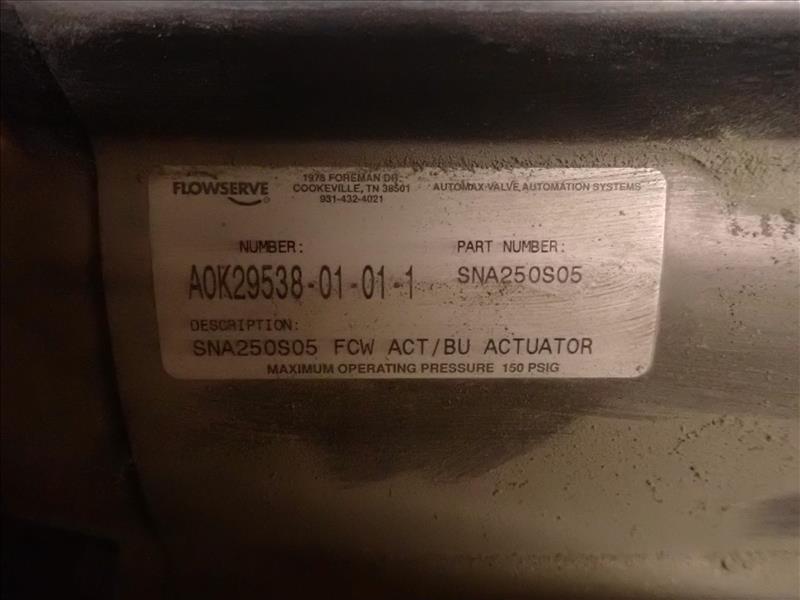 FLOWSERVE
1978 FOREMAN DR.
COOKEVILLE, TN 38501
931-432-4021
AUTOMAX VALVE AUTOMATION SYSTEMS
NUMBER:
A0K29538-01-01-1
PART NUMBER:
SNA250S05
DESCRIPTION:
SNA250S05 FCW ACT/BU ACTUATOR
MAXIMUM OPERATING PRESSURE 150 PSIG